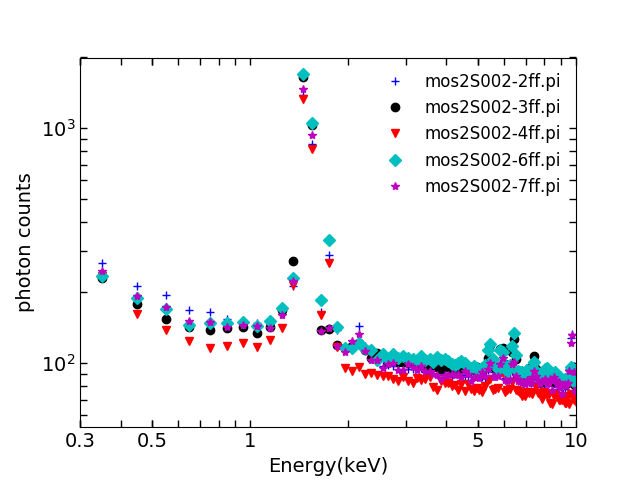 mos2S002-2ff.pi
mos2S002-3ff.pi
mos2S002-4ff.pi
mos2S002-6ff.pi
mos2S002-7ff.pi
10³
10²
photon counts
0.3 0.5 1 2 5 10
Energy(keV)